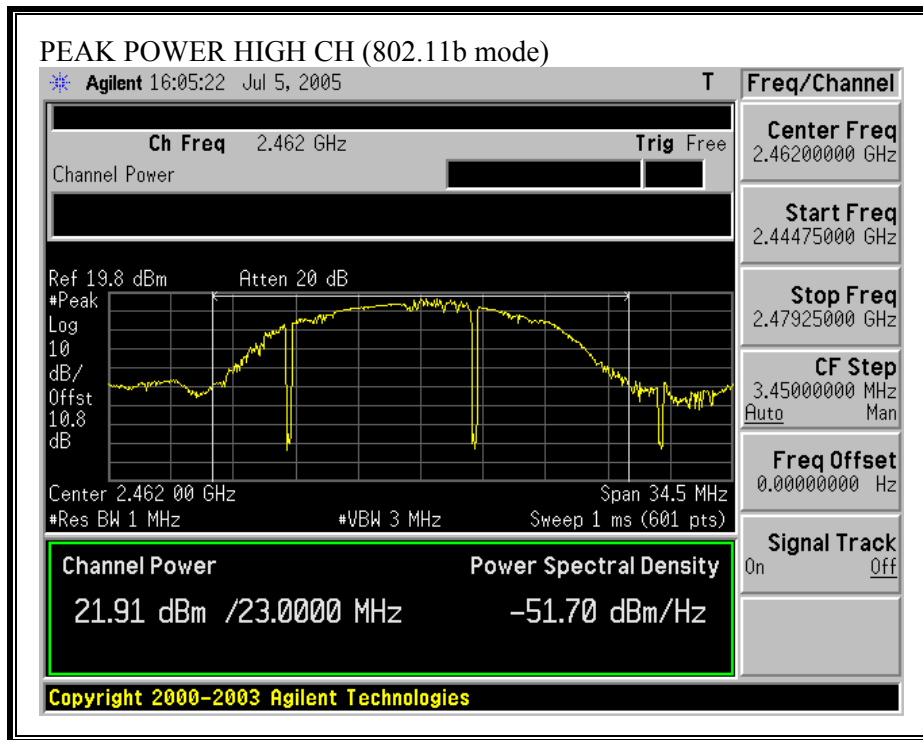 PEAK POWER HIGH CH (802.11b mode)
Agilent 16:05:22 Jul 5, 2005 T
Freq/Channel
Ch Freq 2.462 GHz Trig Free
Channel Power
Center Freq
2.46200000 GHz
Start Freq
2.44475000 GHz
Stop Freq
2.47925000 GHz
CF Step
3.45000000 MHz
Auto Man
Freq Offset
0.00000000 Hz
Signal Track
On Off
Ref 19.8 dBm Atten 20 dB
#Peak
Log
10
dB/
Offst
10.8
dB
Center 2.462 00 GHz Span 34.5 MHz
#Res BW 1 MHz #VBW 3 MHz Sweep 1 ms (601 pts)
Channel Power Power Spectral Density
21.91 dBm /23.0000 MHz -51.70 dBm/Hz
Copyright 2000-2003 Agilent Technologies